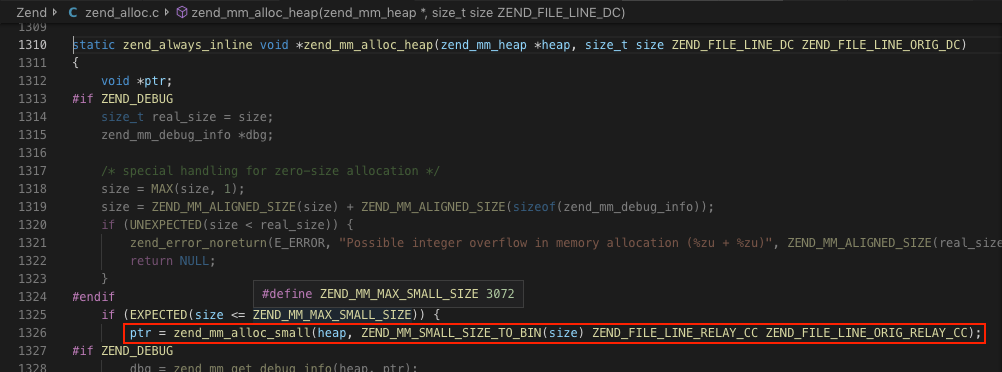 Zend > C zend_alloc.c > zend_mm_alloc_heap(zend_mm_heap *, size_t size ZEND_FILE_LINE_DC)
1309
1310 static zend_always_inline void *zend_mm_alloc_heap(zend_mm_heap *heap, size_t size ZEND_FILE_LINE_DC ZEND_FILE_LINE_ORIG_DC)
1311 {
1312     void *ptr;
1313 #if ZEND_DEBUG
1314     size_t real_size = size;
1315     zend_mm_debug_info *dbg;
1316
1317     /* special handling for zero-size allocation */
1318     size = MAX(size, 1);
1319     size = ZEND_MM_ALIGNED_SIZE(size) + ZEND_MM_ALIGNED_SIZE(sizeof(zend_mm_debug_info));
1320     if (UNEXPECTED(size < real_size)) {
1321         zend_error_noreturn(E_ERROR, "Possible integer overflow in memory allocation (%zu + %zu)", ZEND_MM_ALIGNED_SIZE(real_size
1322         return NULL;
1323     }
1324 #endif
#define ZEND_MM_MAX_SMALL_SIZE 3072
1325     if (EXPECTED(size <= ZEND_MM_MAX_SMALL_SIZE)) {
1326         ptr = zend_mm_alloc_small(heap, ZEND_MM_SMALL_SIZE_TO_BIN(size) ZEND_FILE_LINE_RELAY_CC ZEND_FILE_LINE_ORIG_RELAY_CC);
1327 #if ZEND_DEBUG
1328         dbg = zend_mm_get_debug_info(heap, ptr);